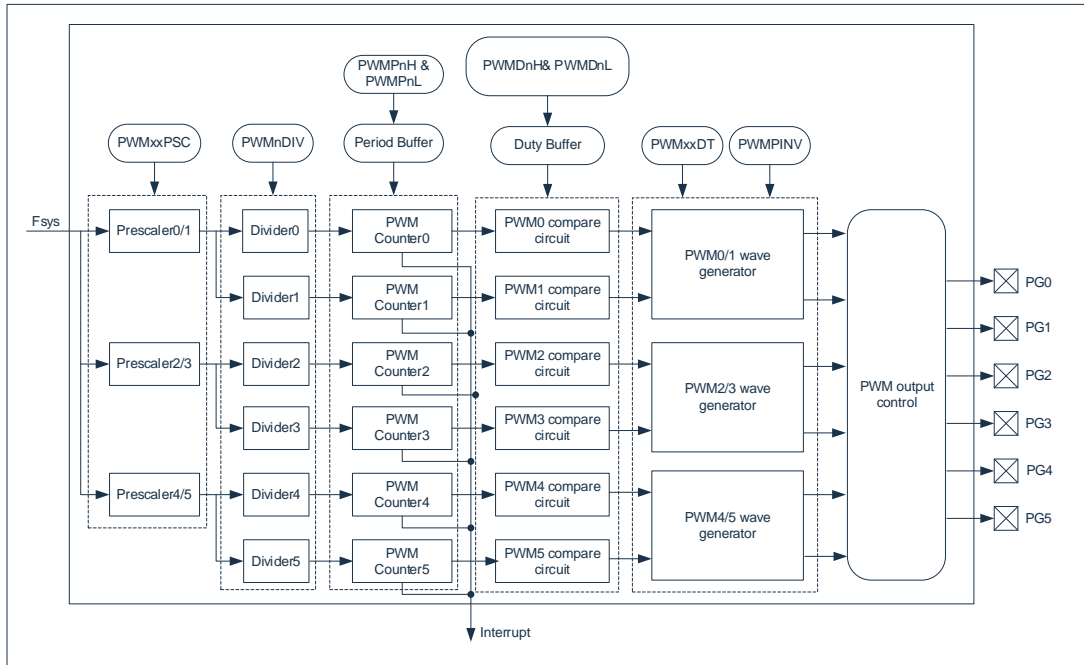 PWMPnH &
PWMPnL
PWMDnH& PWMDnL
PWMxxPSC
PWMnDIV
Period Buffer
Duty Buffer
PWMxxDT
PWMPINV
Fsys
Prescaler0/1
Divider0
PWM
Counter0
PWM0 compare
circuit
PWM0/1 wave
generator
Divider1
PWM
Counter1
PWM1 compare
circuit
Prescaler2/3
Divider2
PWM
Counter2
PWM2 compare
circuit
PWM2/3 wave
generator
Divider3
PWM
Counter3
PWM3 compare
circuit
Prescaler4/5
Divider4
PWM
Counter4
PWM4 compare
circuit
PWM4/5 wave
generator
Divider5
PWM
Counter5
PWM5 compare
circuit
PWM output
control
PG0
PG1
PG2
PG3
PG4
PG5
Interrupt